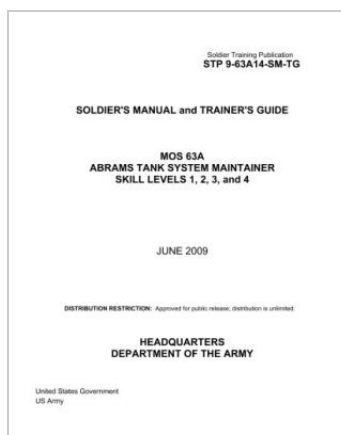 Soldier Training Publication
STP 9-63A14-SM-TG
SOLDIER'S MANUAL and TRAINER'S GUIDE
MOS 63A
ABRAMS TANK SYSTEM MAINTAINER
SKILL LEVELS 1, 2, 3, and 4
JUNE 2009
DISTRIBUTION RESTRICTION: Approved for public release; distribution is unlimited.
HEADQUARTERS
DEPARTMENT OF THE ARMY
United States Government
US Army